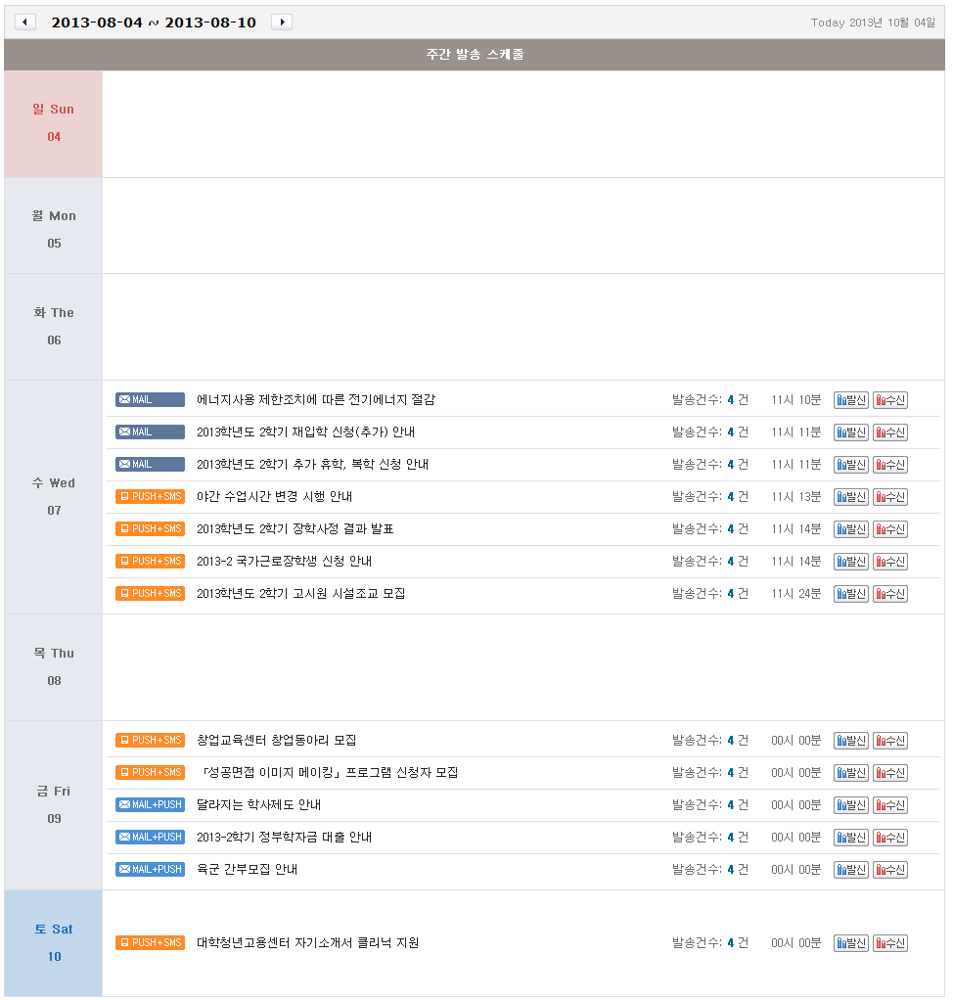 2013-08-04 ~ 2013-08-10
Today 2013년 10월 04일
주간 발송 스케줄
일 Sun
04
월 Mon
05
화 The
06
수 Wed
07
MAIL 에너지사용 제한조치에 따른 전기에너지 절감 발송건수: 4 건 11시 10분 발신 수신
MAIL 2013학년도 2학기 재입학 신청(추가) 안내 발송건수: 4 건 11시 11분 발신 수신
MAIL 2013학년도 2학기 추가 휴학, 복학 신청 안내 발송건수: 4 건 11시 11분 발신 수신
PUSH+SMS 야간 수업시간 변경 시행 안내 발송건수: 4 건 11시 13분 발신 수신
PUSH+SMS 2013학년도 2학기 장학사정 결과 발표 발송건수: 4 건 11시 14분 발신 수신
PUSH+SMS 2013-2 국가근로장학생 신청 안내 발송건수: 4 건 11시 14분 발신 수신
PUSH+SMS 2013학년도 2학기 고시원 시설조교 모집 발송건수: 4 건 11시 24분 발신 수신
목 Thu
08
금 Fri
09
PUSH+SMS 창업교육센터 창업동아리 모집 발송건수: 4 건 00시 00분 발신 수신
PUSH+SMS 「성공면접 이미지 메이킹」프로그램 신청자 모집 발송건수: 4 건 00시 00분 발신 수신
MAIL+PUSH 달라지는 학사제도 안내 발송건수: 4 건 00시 00분 발신 수신
MAIL+PUSH 2013-2학기 정부학자금 대출 안내 발송건수: 4 건 00시 00분 발신 수신
MAIL+PUSH 육군 간부모집 안내 발송건수: 4 건 00시 00분 발신 수신
토 Sat
10
PUSH+SMS 대학청년고용센터 자기소개서 클리닉 지원 발송건수: 4 건 00시 00분 발신 수신